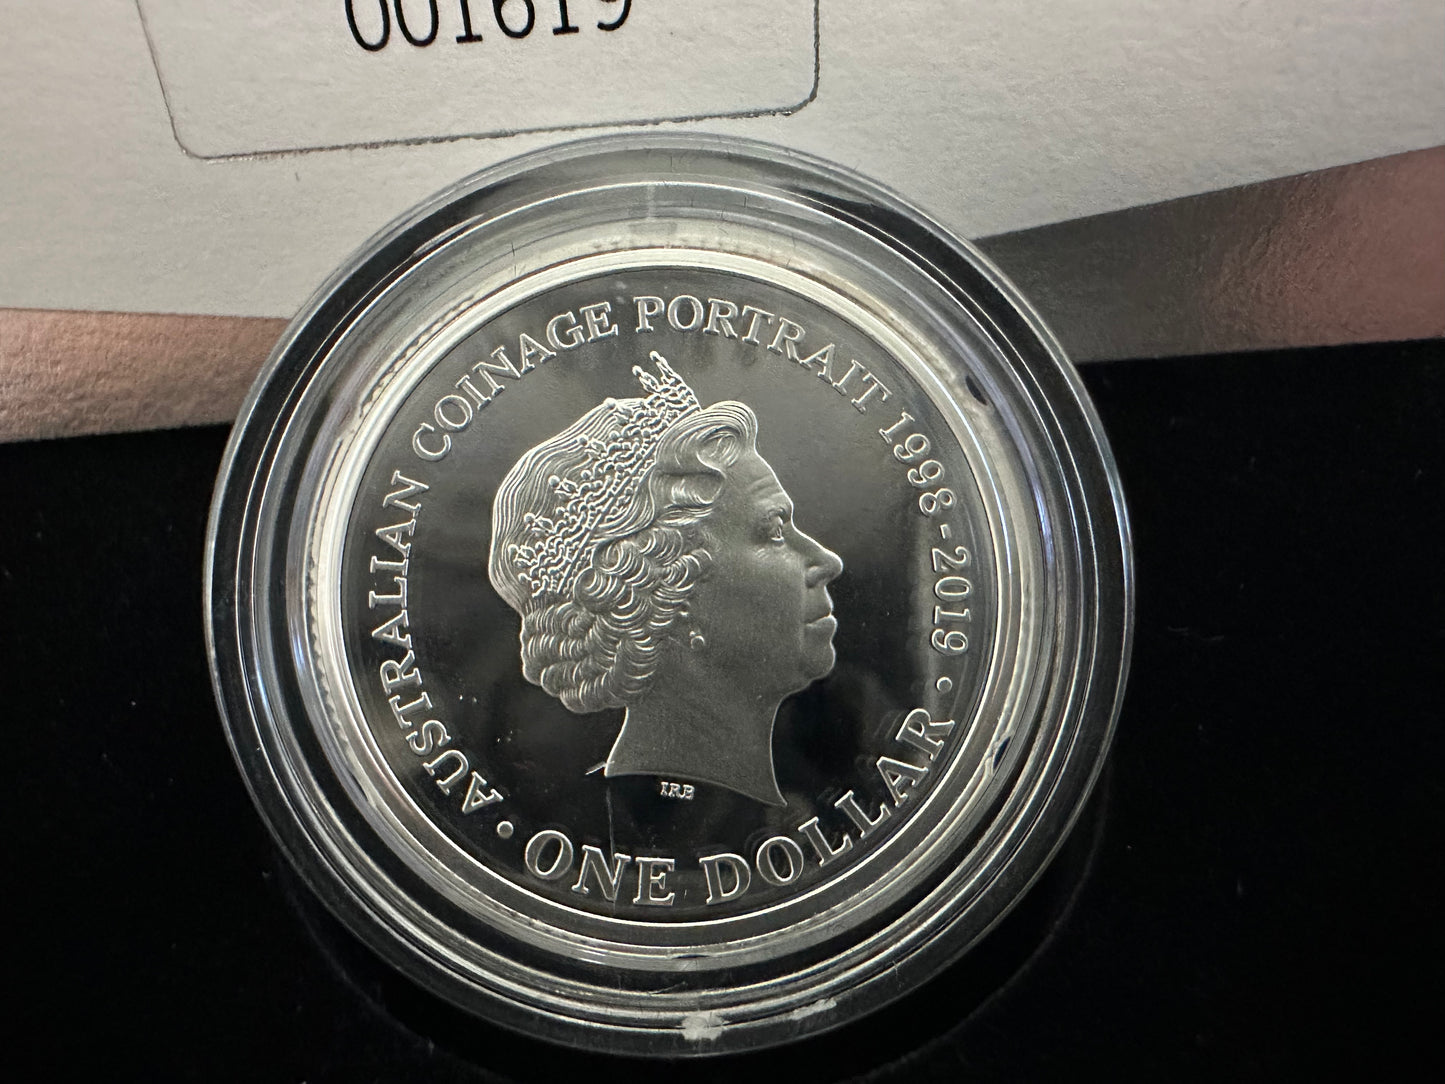 001619
AUSTRALIAN COINAGE PORTRAIT 1998-2019
IRB
• ONE DOLLAR •